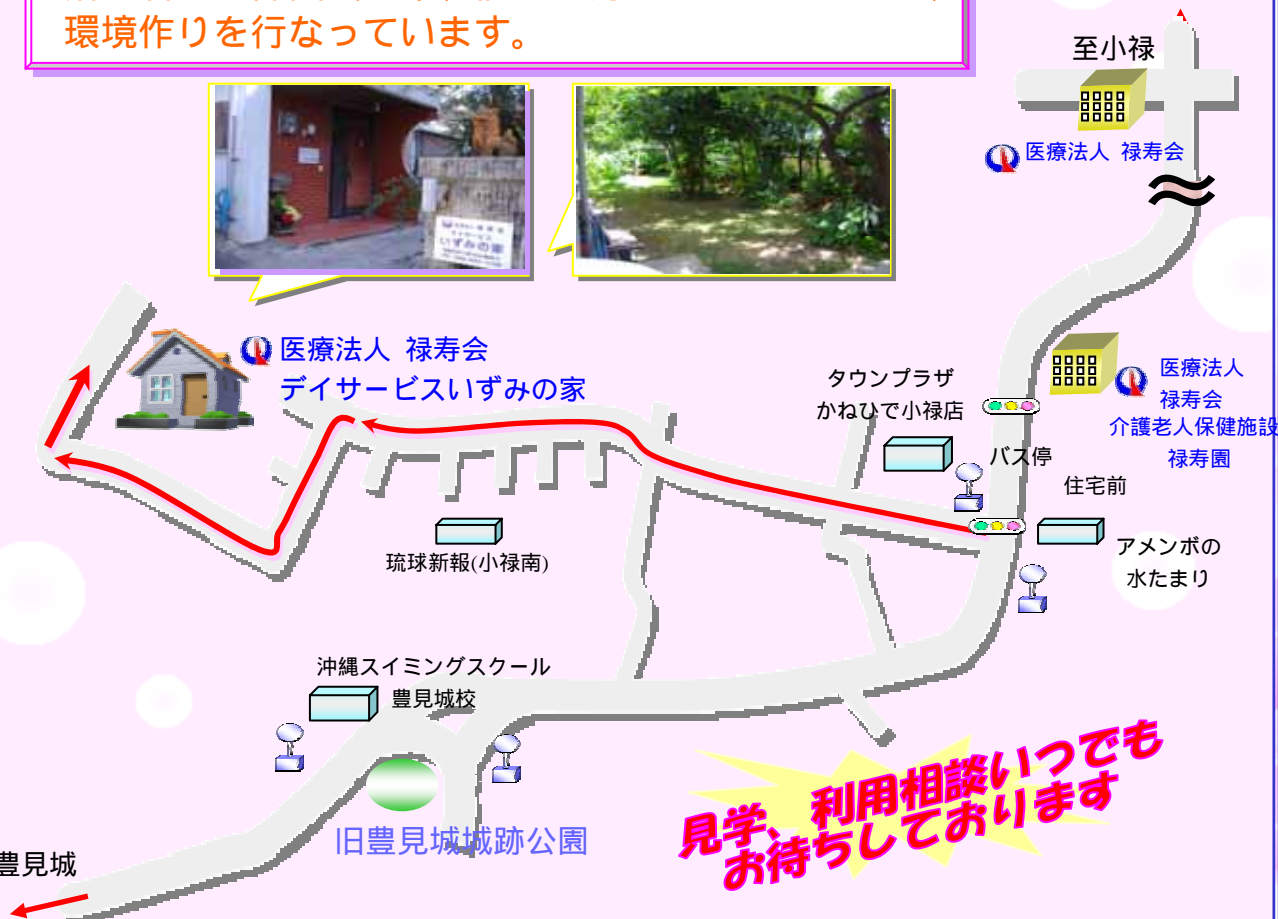 環境作りを行なっています。
至小禄
医療法人 禄寿会
いずみの家
医療法人 禄寿会
デイサービスいずみの家
タウンプラザ
かねひで小禄店
医療法人
禄寿会
介護老人保健施設
禄寿園
バス停
住宅前
アメンボの
水たまり
琉球新報(小禄南)
沖縄スイミングスクール
豊見城校
旧豊見城城跡公園
見学、利用相談いつでも
お待ちしております
豊見城